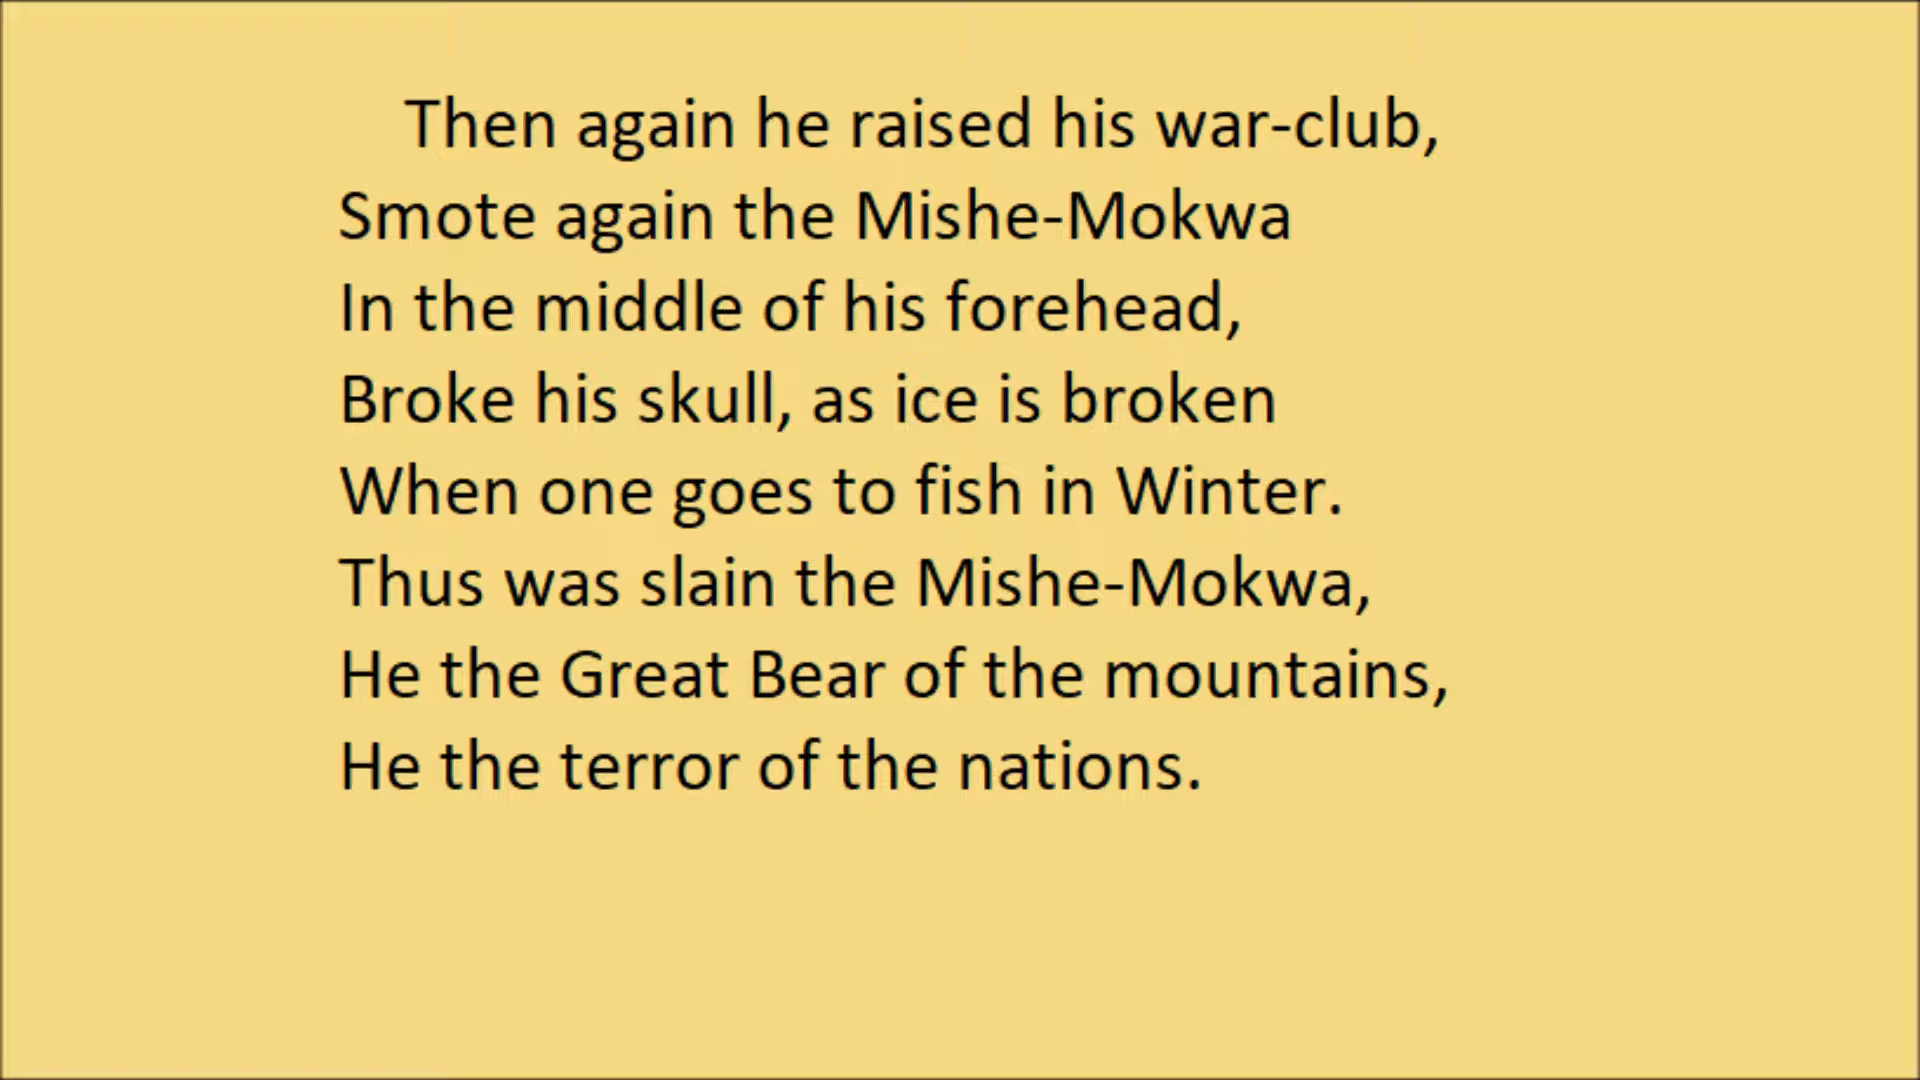 Then again he raised his war-club,
Smote again the Mishe-Mokwa
In the middle of his forehead,
Broke his skull, as ice is broken
When one goes to fish in Winter.
Thus was slain the Mishe-Mokwa,
He the Great Bear of the mountains,
He the terror of the nations.